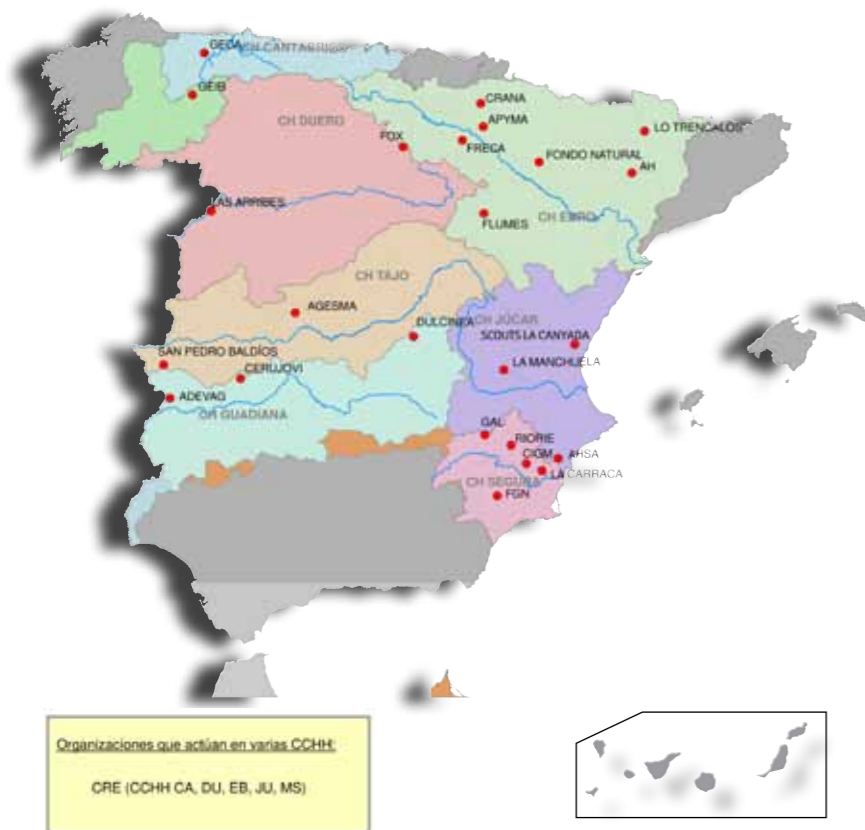 GECA
CH CANTABRICO
GEIB
CRANA
CH DUERO
APYMA
LO TRENCALOS
FOX
FRECA
FONDO NATURAL
AH
LAS ARRIBES
CH EBRO
FLUMES
CH TAJO
AGESMA
CH JÚCAR
DULCINEA
SCOUTS LA CANYADA
SAN PEDRO BALDÍOS
LA MANCHUELA
CERUJOVI
ADEVAG
CH GUADIANA
GAL
RIORIE
CIGM
AHSA
LA CARRACA
CH SEGURA
FGN
Organizaciones que actúan en varias CCHH:
CRE (CCHH CA, DU, EB, JU, MS)